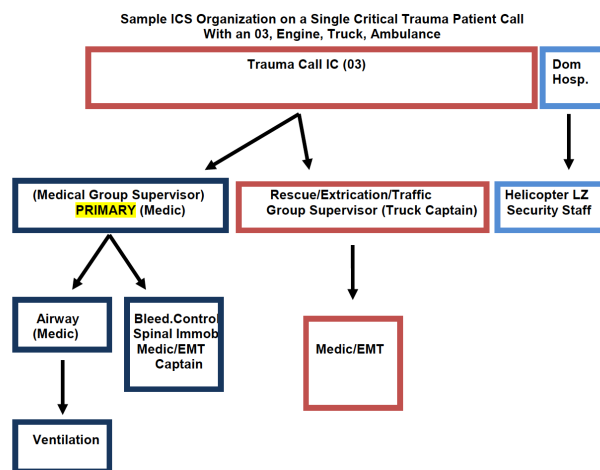 Sample ICS Organization on a Single Critical Trauma Patient Call
With an 03, Engine, Truck, Ambulance
Trauma Call IC (03)
Dom
Hosp.
(Medical Group Supervisor)
PRIMARY (Medic)
Rescue/Extrication/Traffic
Group Supervisor (Truck Captain)
Helicopter LZ
Security Staff
Airway
(Medic)
Bleed.Control
Spinal Immob
Medic/EMT
Captain
Medic/EMT
Ventilation